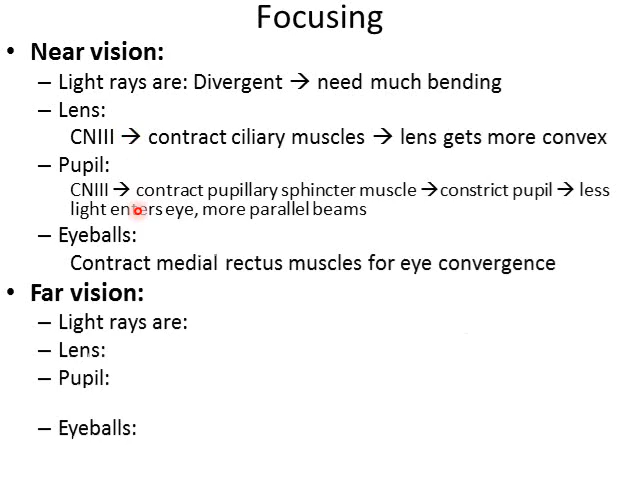 Focusing
• Near vision:
– Light rays are: Divergent → need much bending
– Lens:
CNIII → contract ciliary muscles → lens gets more convex
– Pupil:
CNIII → contract pupillary sphincter muscle → constrict pupil → less
light enters eye, more parallel beams
– Eyeballs:
Contract medial rectus muscles for eye convergence
• Far vision:
– Light rays are:
– Lens:
– Pupil:
– Eyeballs: